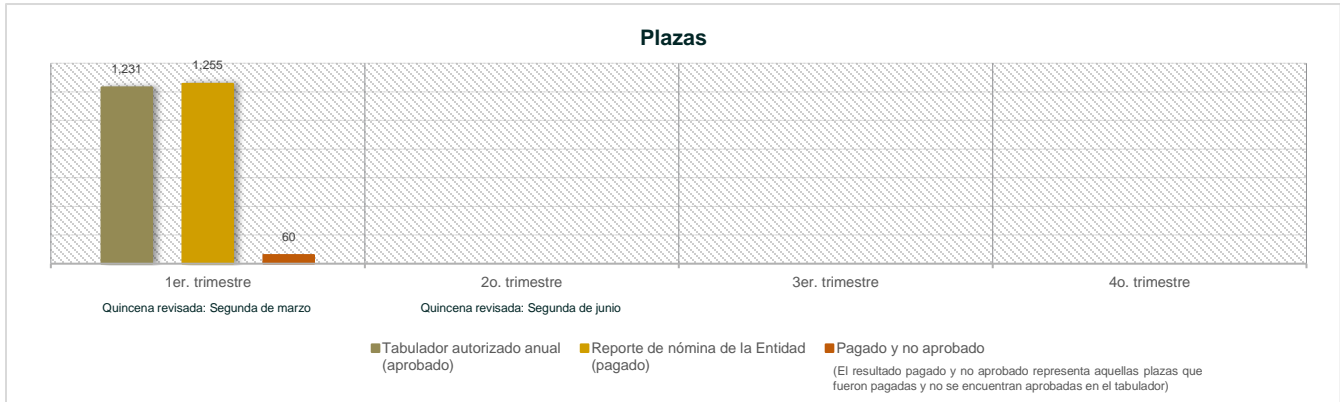 Plazas
1,231
1,255
60
1er. trimestre
2o. trimestre
3er. trimestre
4o. trimestre
Quincena revisada: Segunda de marzo
Quincena revisada: Segunda de junio
Tabulador autorizado anual
(aprobado)
Reporte de nómina de la Entidad
(pagado)
Pagado y no aprobado
(El resultado pagado y no aprobado representa aquellas plazas que
fueron pagadas y no se encuentran aprobadas en el tabulador)